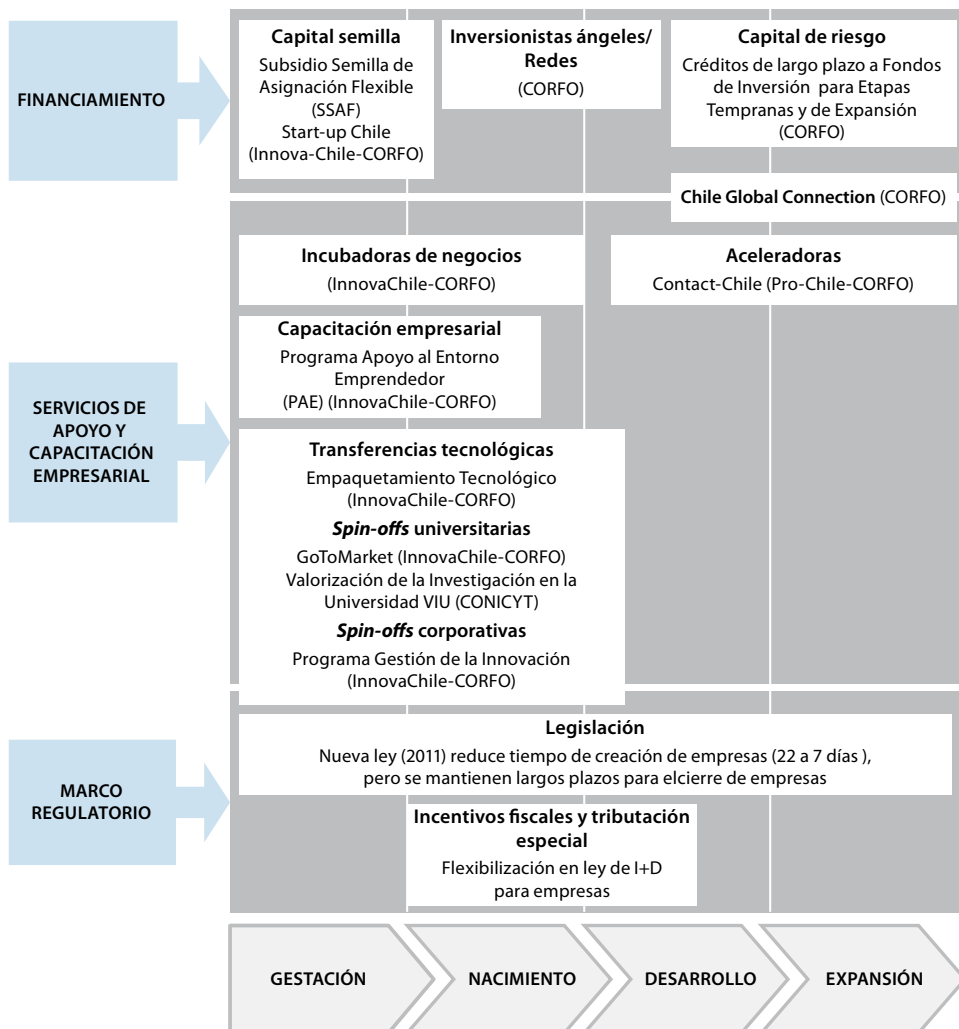 FINANCIAMIENTO
Capital semilla
Subsidio Semilla de
Asignación Flexible
(SSAF)
Start-up Chile
(Innova-Chile-CORFO)
Inversionistas ángeles/
Redes
(CORFO)
Capital de riesgo
Créditos de largo plazo a Fondos
de Inversión para Etapas
Tempranas y de Expansión
(CORFO)
Chile Global Connection (CORFO)
SERVICIOS DE
APOYO Y
CAPACITACIÓN
EMPRESARIAL
Incubadoras de negocios
(InnovaChile-CORFO)
Aceleradoras
Contact-Chile (Pro-Chile-CORFO)
Capacitación empresarial
Programa Apoyo al Entorno
Emprendedor
(PAE) (InnovaChile-CORFO)
Transferencias tecnológicas
Empaquetamiento Tecnológico
(InnovaChile-CORFO)
Spin-offs universitarias
GoToMarket (InnovaChile-CORFO)
Valorización de la Investigación en la
Universidad VIU (CONICYT)
Spin-offs corporativas
Programa Gestión de la Innovación
(InnovaChile-CORFO)
MARCO
REGULATORIO
Legislación
Nueva ley (2011) reduce tiempo de creación de empresas (22 a 7 días ),
pero se mantienen largos plazos para elcierre de empresas
Incentivos fiscales y tributación
especial
Flexibilización en ley de I+D
para empresas
GESTACIÓN
NACIMIENTO
DESARROLLO
EXPANSIÓN